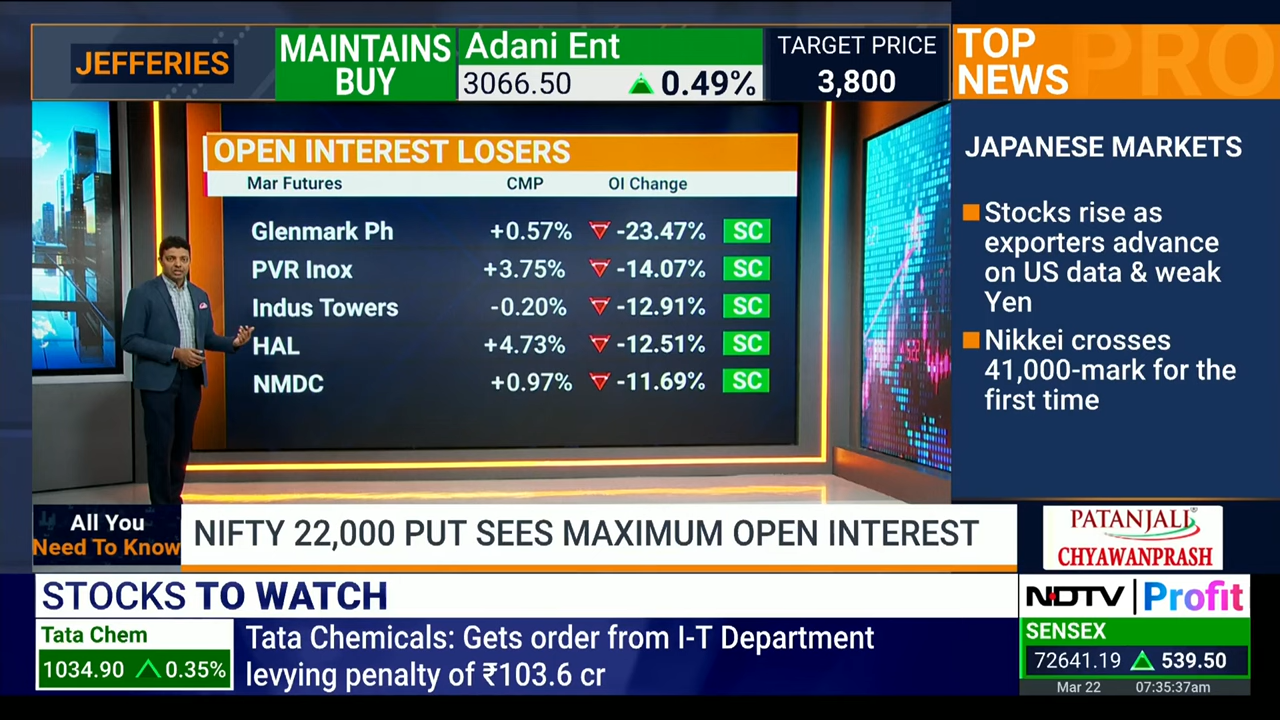 JEFFERIES
MAINTAINS
BUY
Adani Ent
3066.50 0.49%
TARGET PRICE
3,800
TOP
NEWS
PRO
OPEN INTEREST LOSERS
Mar Futures CMP OI Change
Glenmark Ph +0.57% -23.47% SC
PVR Inox +3.75% -14.07% SC
Indus Towers -0.20% -12.91% SC
HAL +4.73% -12.51% SC
NMDC +0.97% -11.69% SC
JAPANESE MARKETS
Stocks rise as
exporters advance
on US data & weak
Yen
Nikkei crosses
41,000-mark for the
first time
All You
Need To Know
NIFTY 22,000 PUT SEES MAXIMUM OPEN INTEREST
PATANJALI
CHYAWANPRASH
STOCKS TO WATCH
Tata Chem
1034.90 0.35%
Tata Chemicals: Gets order from I-T Department
levying penalty of ₹103.6 cr
NDTV Profit
SENSEX
72641.19 539.50
Mar 22 07:35:37am